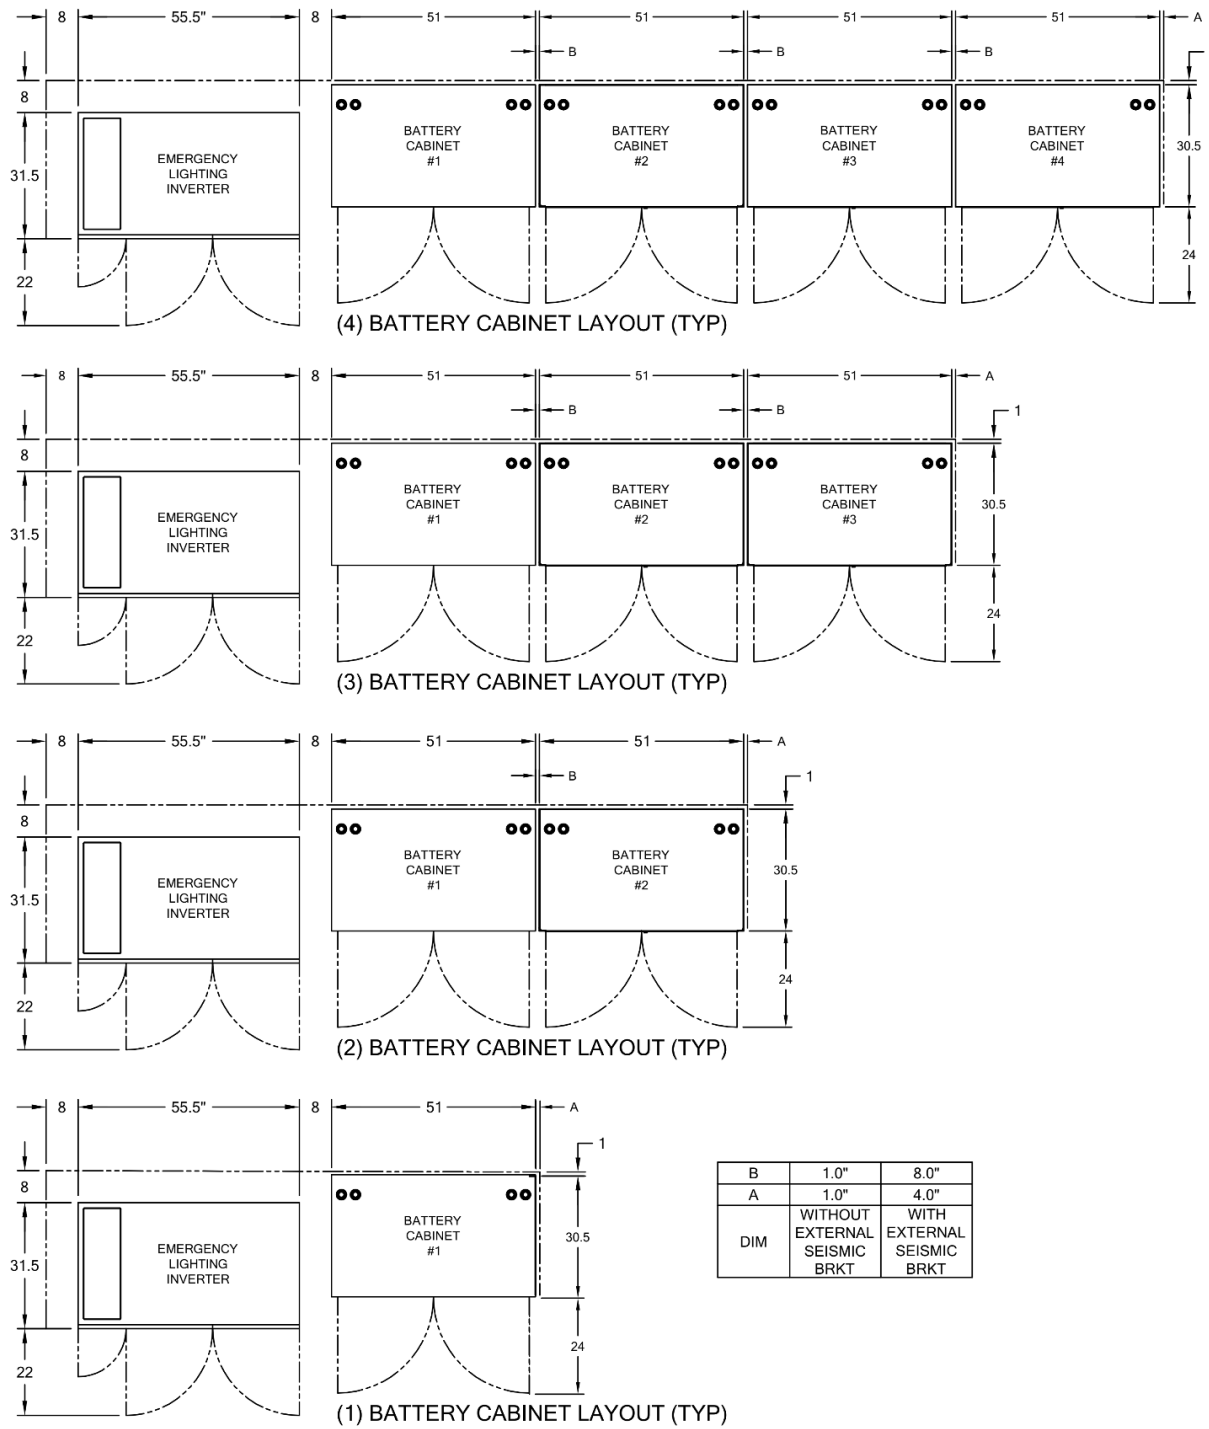 8 55.5" 8 51 51 51 51 A
B B B
8
31.5
22
EMERGENCY
LIGHTING
INVERTER
BATTERY
CABINET
#1
BATTERY
CABINET
#2
BATTERY
CABINET
#3
BATTERY
CABINET
#4
30.5
24
(4) BATTERY CABINET LAYOUT (TYP)
8 55.5" 8 51 51 51 A
B B
1
8
31.5
22
EMERGENCY
LIGHTING
INVERTER
BATTERY
CABINET
#1
BATTERY
CABINET
#2
BATTERY
CABINET
#3
30.5
24
(3) BATTERY CABINET LAYOUT (TYP)
8 55.5" 8 51 51 A
B
1
8
31.5
22
EMERGENCY
LIGHTING
INVERTER
BATTERY
CABINET
#1
BATTERY
CABINET
#2
30.5
24
(2) BATTERY CABINET LAYOUT (TYP)
8 55.5" 8 51 A
1
8
31.5
22
EMERGENCY
LIGHTING
INVERTER
BATTERY
CABINET
#1
30.5
24
(1) BATTERY CABINET LAYOUT (TYP)
B 1.0" 8.0"
A 1.0" 4.0"
DIM
WITHOUT
EXTERNAL
SEISMIC
BRKT
WITH
EXTERNAL
SEISMIC
BRKT